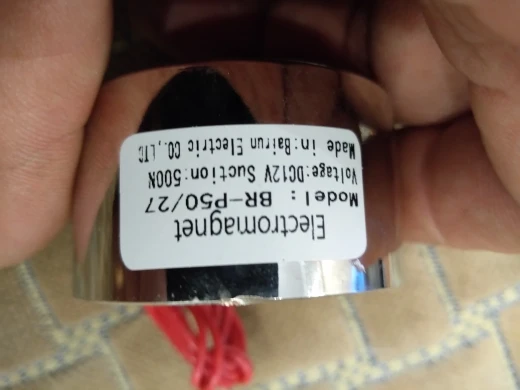 Electromagnet
Model: BR-P50/27
Voltage:DC12V Suction:500N
Made in:Bairun Electric CO.,LTD